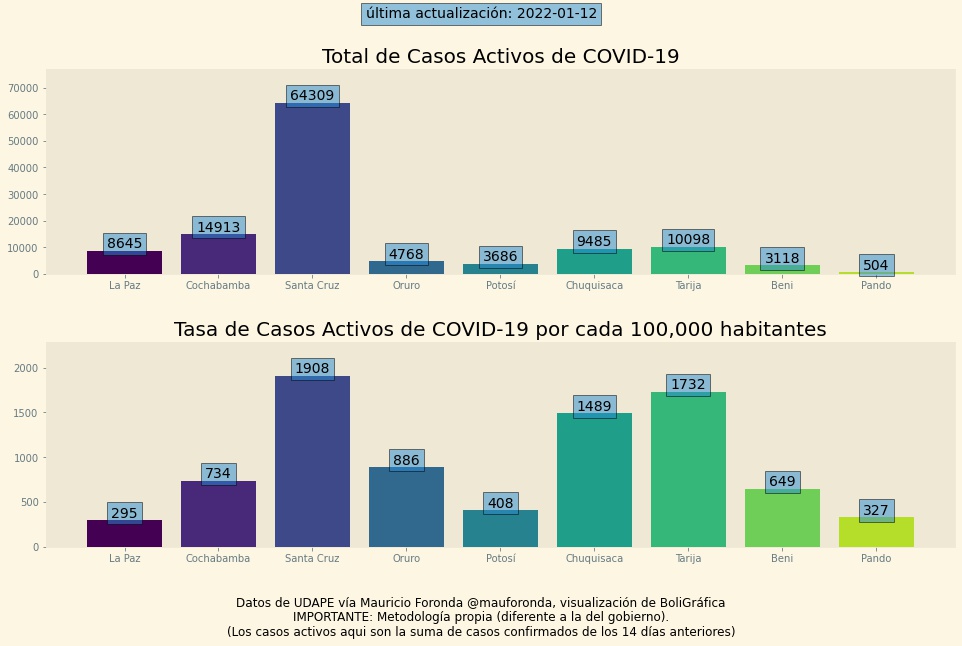 última actualización: 2022-01-12
Total de Casos Activos de COVID-19
70000
60000
50000
40000
30000
20000
10000
0
8645
14913
64309
4768
3686
9485
10098
3118
504
La Paz
Cochabamba
Santa Cruz
Oruro
Potosí
Chuquisaca
Tarija
Beni
Pando
Tasa de Casos Activos de COVID-19 por cada 100,000 habitantes
2000
1500
1000
500
0
295
734
1908
886
408
1489
1732
649
327
La Paz
Cochabamba
Santa Cruz
Oruro
Potosí
Chuquisaca
Tarija
Beni
Pando
Datos de UDAPE vía Mauricio Foronda @mauforonda, visualización de BoliGráfica
IMPORTANTE: Metodología propia (diferente a la del gobierno).
(Los casos activos aqui son la suma de casos confirmados de los 14 días anteriores)